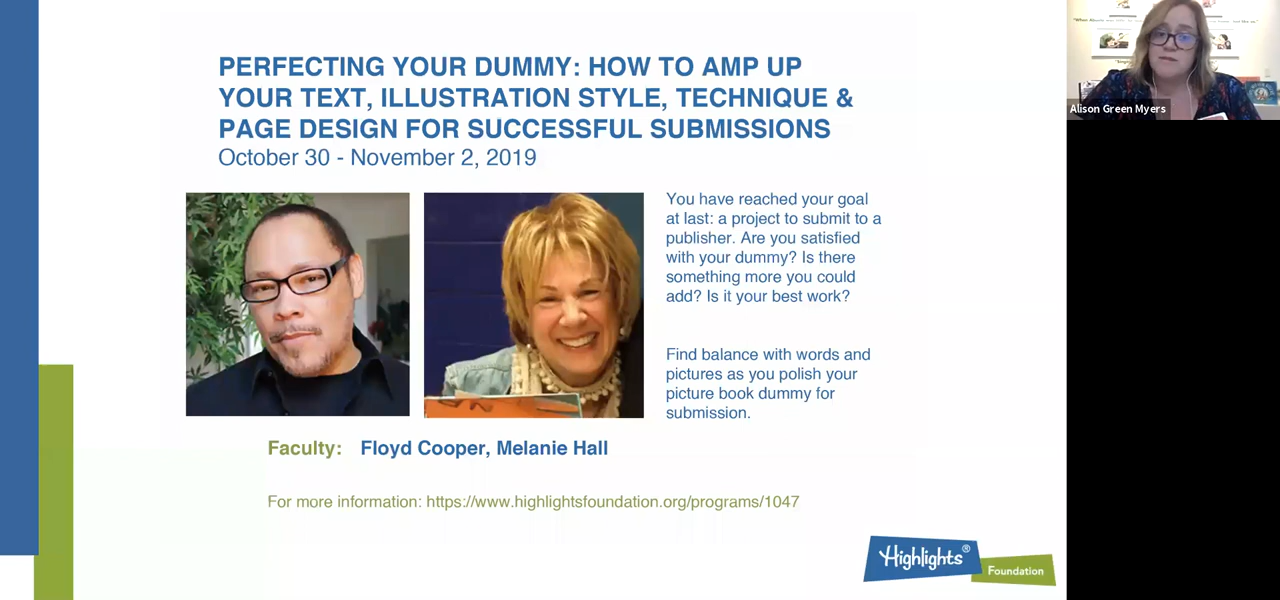 PERFECTING YOUR DUMMY: HOW TO AMP UP
YOUR TEXT, ILLUSTRATION STYLE, TECHNIQUE &
PAGE DESIGN FOR SUCCESSFUL SUBMISSIONS
October 30 - November 2, 2019
You have reached your goal
at last: a project to submit to a
publisher. Are you satisfied
with your dummy? Is there
something more you could
add? Is it your best work?
Find balance with words and
pictures as you polish your
picture book dummy for
submission.
Faculty: Floyd Cooper, Melanie Hall
For more information: https://www.highlightsfoundation.org/programs/1047
Highlights®
Foundation
Alison Green Myers